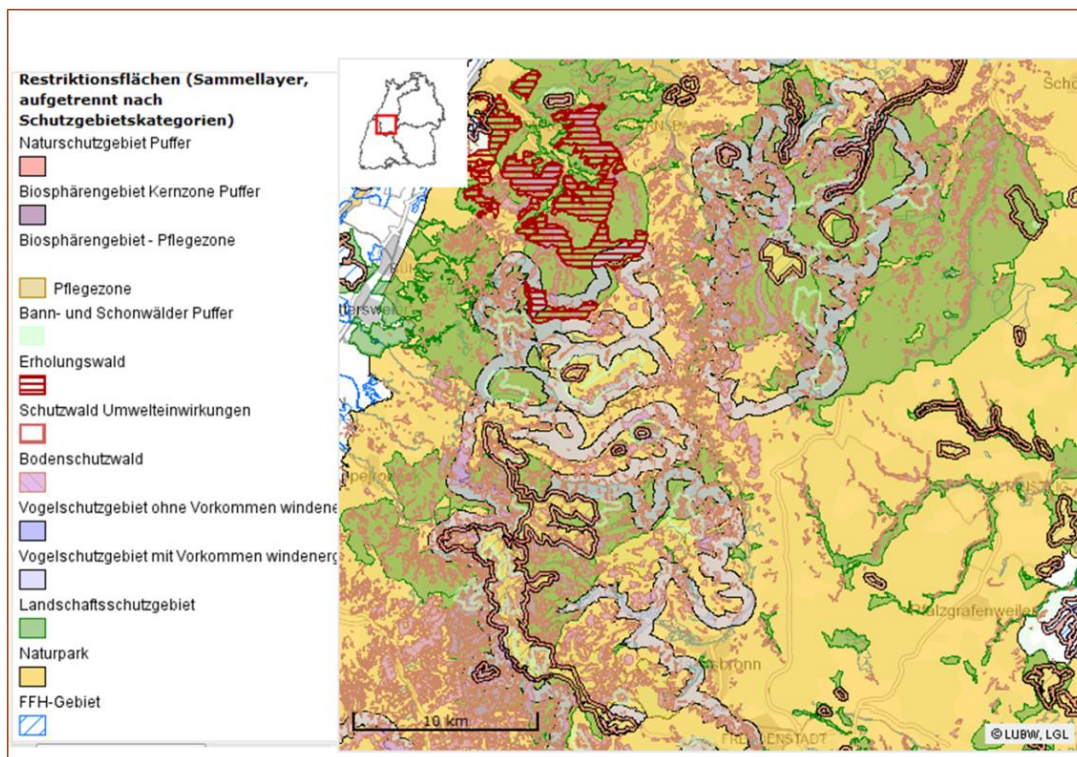 Restriktionsflächen (Sammellayer,
aufgetrennt nach
Schutzgebietskategorien)
Naturschutzgebiet Puffer
Biosphärengebiet Kernzone Puffer
Biosphärengebiet - Pflegezone
Pflegezone
Bann- und Schonwälder Puffer
Erholungswald
Schutzwald Umwelteinwirkungen
Bodenschutzwald
Vogelschutzgebiet ohne Vorkommen windene
Vogelschutzgebiet mit Vorkommen windenerg
Landschaftsschutzgebiet
Naturpark
FFH-Gebiet
Schö
Pfalzgrafenweiler
sbronn
10 km
FREUDENSTADT
© LUBW, LGL